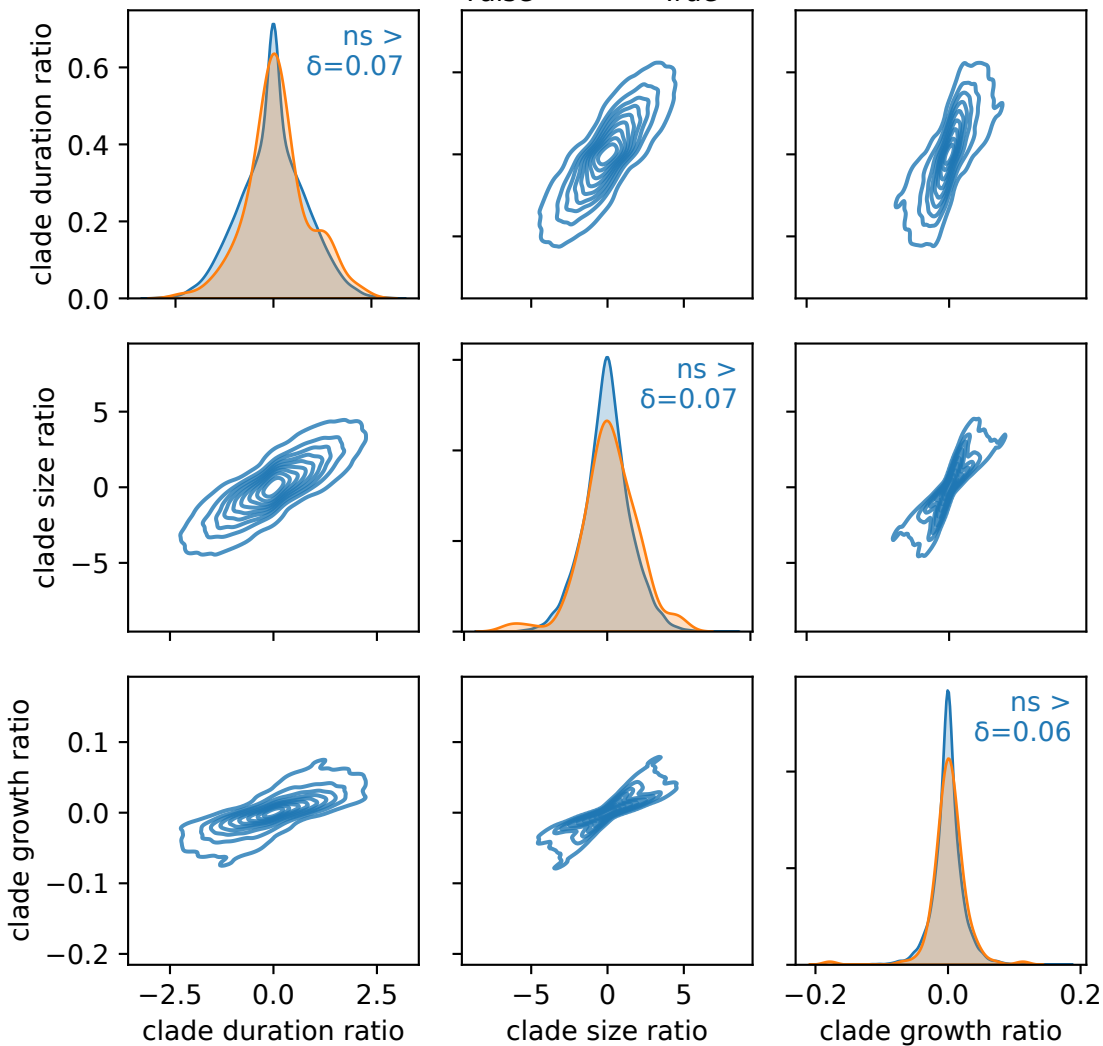 False True
clade duration ratio
0.6
0.4
0.2
0.0
ns >
δ=0.07
clade size ratio
5
0
−5
ns >
δ=0.07
clade growth ratio
0.1
0.0
−0.1
−0.2
ns >
δ=0.06
−2.5 0.0 2.5
−5 0 5
−0.2 0.0 0.2
clade duration ratio
clade size ratio
clade growth ratio